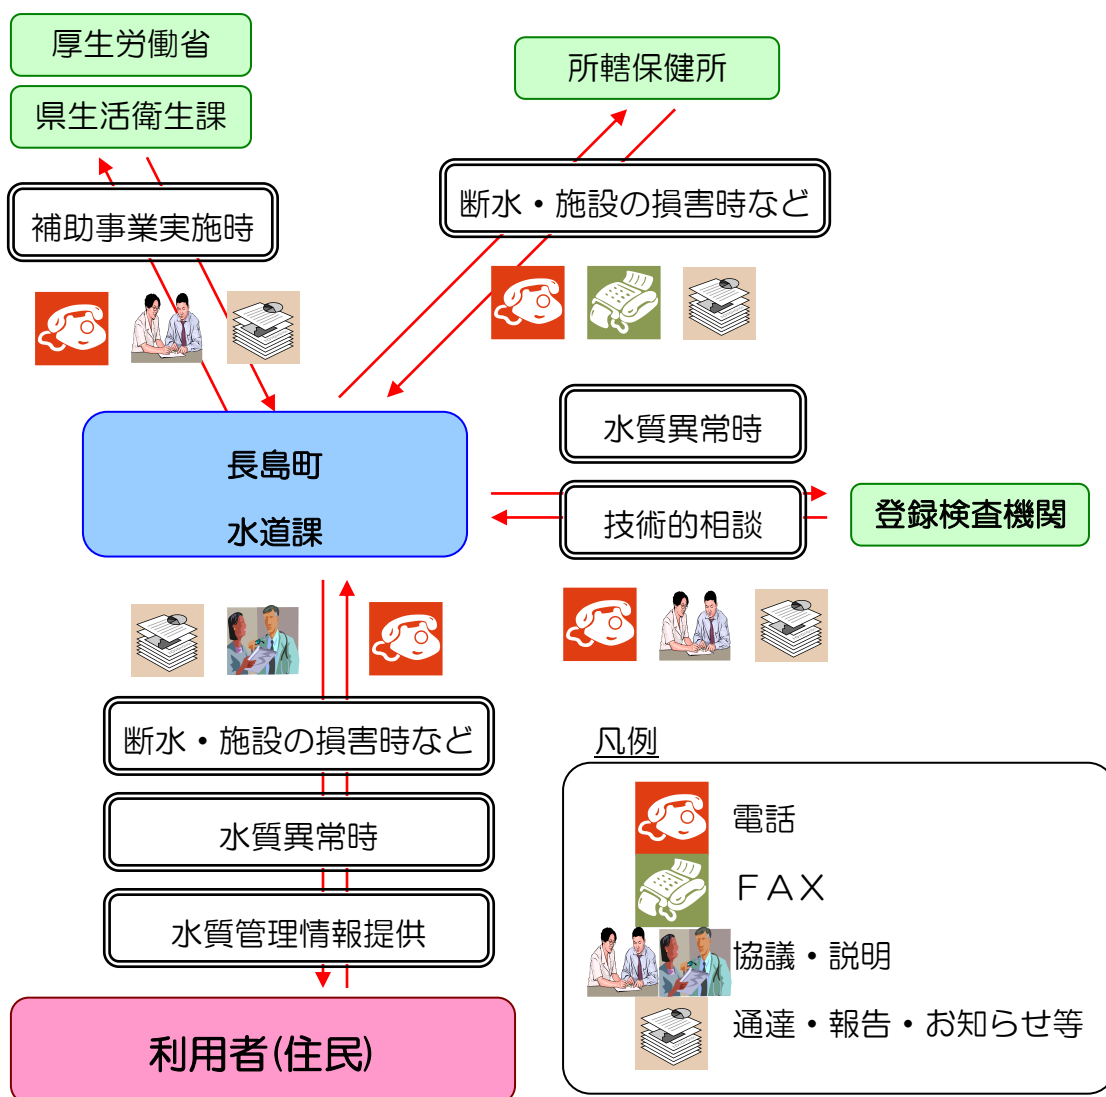 厚生労働省
県生活衛生課
所轄保健所
補助事業実施時
断水・施設の損害時など
長島町
水道課
水質異常時
技術的相談
登録検査機関
断水・施設の損害時など
水質異常時
水質管理情報提供
利用者(住民)
凡例
電話
ＦＡＸ
協議・説明
通達・報告・お知らせ等